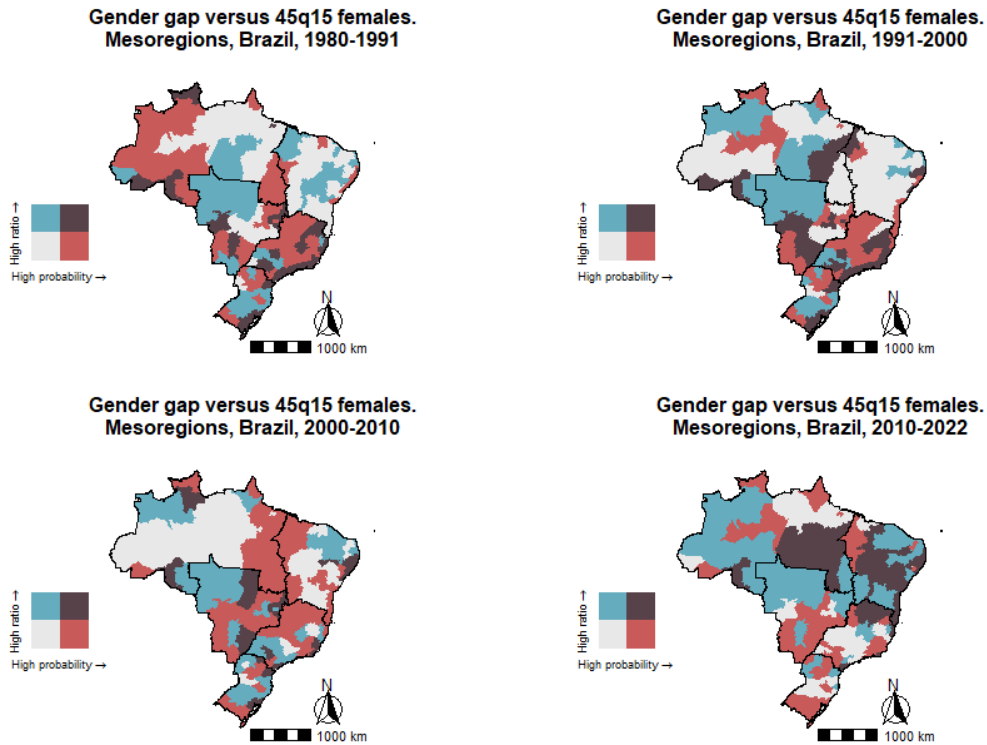 Gender gap versus 45q15 females.
Mesoregions, Brazil, 1980-1991
High ratio →
High probability →
N
1000 km
Gender gap versus 45q15 females.
Mesoregions, Brazil, 1991-2000
High ratio →
High probability →
N
1000 km
Gender gap versus 45q15 females.
Mesoregions, Brazil, 2000-2010
High ratio →
High probability →
N
1000 km
Gender gap versus 45q15 females.
Mesoregions, Brazil, 2010-2022
High ratio →
High probability →
N
1000 km